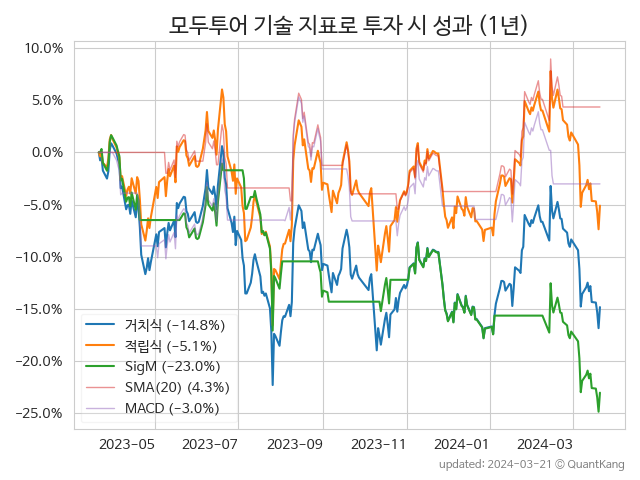 모두투어 기술 지표로 투자 시 성과 (1년)
10.0%
5.0%
0.0%
−5.0%
−10.0%
−15.0%
−20.0%
−25.0%
거치식 (−14.8%)
적립식 (−5.1%)
SigM (−23.0%)
SMA(20) (4.3%)
MACD (−3.0%)
2023−05 2023−07 2023−09 2023−11 2024−01 2024−03
updated: 2024−03−21 © QuantKang